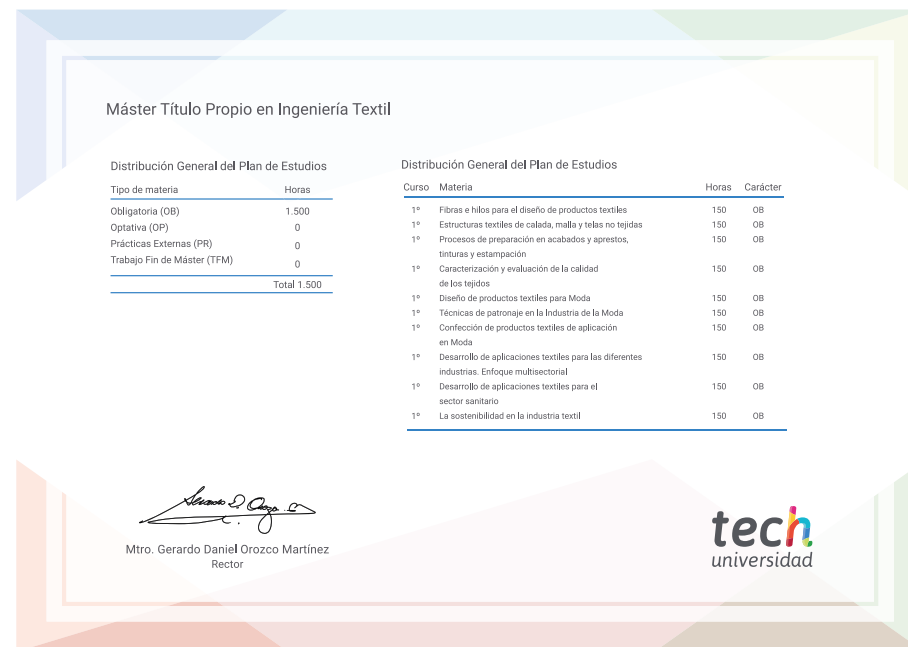 Máster Título Propio en Ingeniería Textil
Distribución General del Plan de Estudios
Tipo de materia Horas
Obligatoria (OB) 1.500
Optativa (OP) 0
Prácticas Externas (PR) 0
Trabajo Fin de Máster (TFM) 0
Total 1.500
Distribución General del Plan de Estudios
Curso Materia Horas Carácter
1º Fibras e hilos para el diseño de productos textiles 150 OB
1º Estructuras textiles de calada, malla y telas no tejidas 150 OB
1º Procesos de preparación en acabados y aprestos, 150 OB
tinturas y estampación
1º Caracterización y evaluación de la calidad 150 OB
de los tejidos
1º Diseño de productos textiles para Moda 150 OB
1º Técnicas de patronaje en la Industria de la Moda 150 OB
1º Confección de productos textiles de aplicación 150 OB
en Moda
1º Desarrollo de aplicaciones textiles para las diferentes 150 OB
industrias. Enfoque multisectorial
1º Desarrollo de aplicaciones textiles para el 150 OB
sector sanitario
1º La sostenibilidad en la industria textil 150 OB
Mtro. Gerardo Daniel Orozco Martínez
Rector
tech
universidad